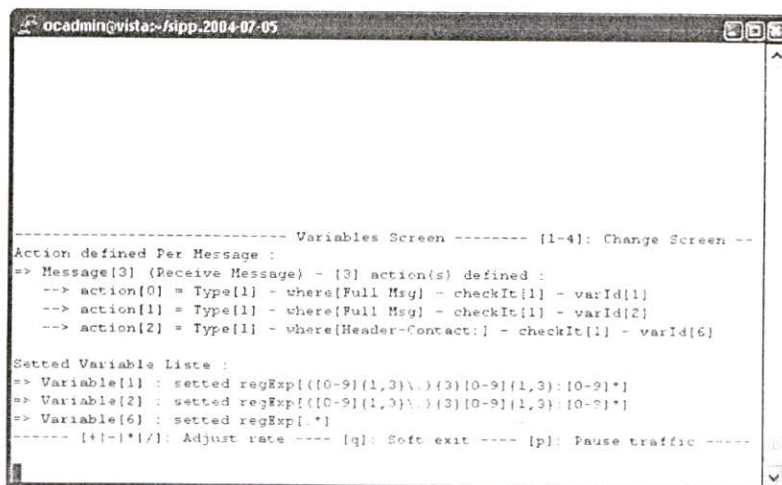 ocadmin@vista:~/sipp.2004-07-05
---------------------------- Variables Screen -------- [1-4]: Change Screen --
Action defined Per Message :
=> Message[3] (Receive Message) - [3] action(s) defined :
--> action[0] = Type[1] - where[Full Msg] - checkIt[1] - varId[1]
--> action[1] = Type[1] - where[Full Msg] - checkIt[1] - varId[2]
--> action[2] = Type[1] - where[Header-Contact:] - checkIt[1] - varId[6]
Setted Variable Liste :
=> Variable[1] : setted regExp[([0-9]{1,3}\.){3}[0-9]{1,3}:[0-9]*]
=> Variable[2] : setted regExp[([0-9]{1,3}\.){3}[0-9]{1,3}:[0-9]*]
=> Variable[6] : setted regExp[.*]
------ [+|-|*|/]: Adjust rate ---- [q]: Soft exit ---- [p]: Pause traffic -----